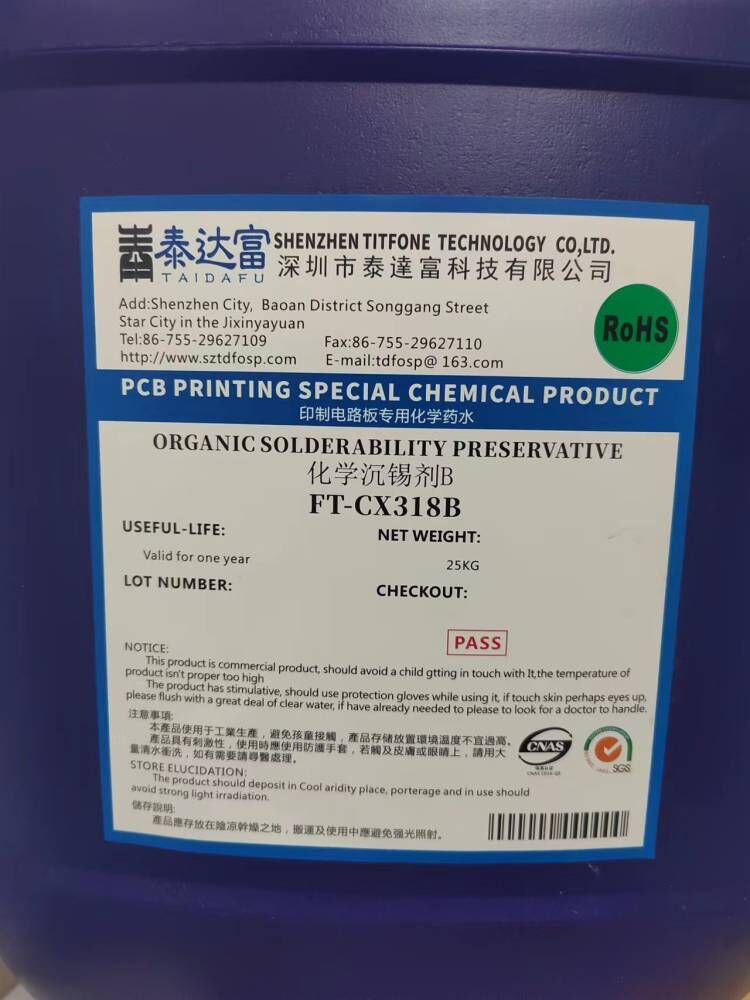 泰达富
TAIDAFU
SHENZHEN TITFONE TECHNOLOGY CO,LTD.
深圳市泰達富科技有限公司
Add:Shenzhen City, Baoan District Songgang Street
Star City in the Jixinyayuan
Tel:86-755-29627109 Fax:86-755-29627110
http://www.sztdfosp.com E-mail:tdfosp@ 163.com
RoHS
PCB PRINTING SPECIAL CHEMICAL PRODUCT
印制电路板专用化学药水
ORGANIC SOLDERABILITY PRESERVATIVE
化学沉锡剂B
FT-CX318B
USEFUL-LIFE: NET WEIGHT:
Valid for one year 25KG
LOT NUMBER: CHECKOUT:
PASS
NOTICE:
This product is commercial product, should avoid a child gtting in touch with It,the temperature of
product isn't proper too high
The product has stimulative, should use protection gloves while using it, if touch skin perhaps eyes up,
please flush with a great deal of clear water, if have already needed to please to look for a doctor to handle.
注意事項:
本產品使用于工業生產，避免孩童接觸，產品存儲放置環境溫度不宜過高。
產品具有刺激性，使用時應使用防護手套，若觸及皮膚或眼睛上，請用大
量清水衝洗，如有需要請尋醫處理。
CNAS
SGS
STORE ELUCIDATION:
The product should deposit in Cool aridity place, porterage and in use should
avoid strong light irradiation.
儲存說明:
產品應存放在陰凉幹燥之地，搬運及使用中應避免强光照射。